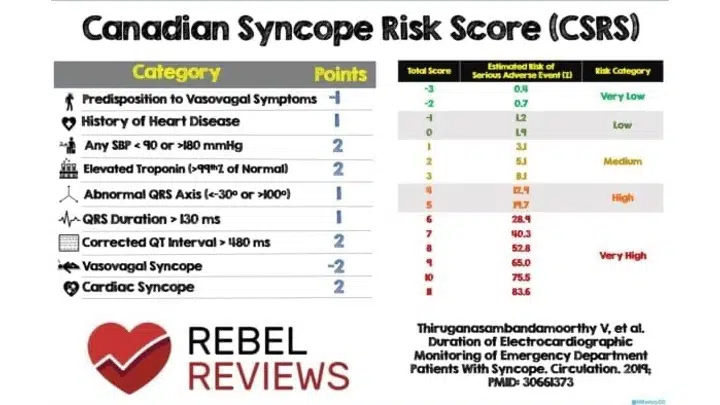 Canadian Syncope Risk Score (CSRS)
Category Points
Predisposition to Vasovagal Symptoms -1
History of Heart Disease 1
Any SBP < 90 or >180 mmHg 2
Elevated Troponin (>99th% of Normal) 2
Abnormal QRS Axis (<-30º or >100º) 1
QRS Duration > 130 ms 1
Corrected QT Interval > 480 ms 2
Vasovagal Syncope -2
Cardiac Syncope 2
Total Score Estimated Risk of Serious Adverse Event (%) Risk Category
-3 0.4
-2 0.7
Very Low
-1 1.2
0 1.9
Low
1 3.1
2 5.1
3 8.1
Medium
4 12.9
5 19.7
High
6 28.9
7 40.3
8 52.8
9 65.0
10 75.5
11 83.6
Very High
REBEL
REVIEWS
Thiruganasambandamoorthy V, et al.
Duration of Electrocardiographic
Monitoring of Emergency Department
Patients With Syncope. Circulation. 2019;
PMID: 30661373